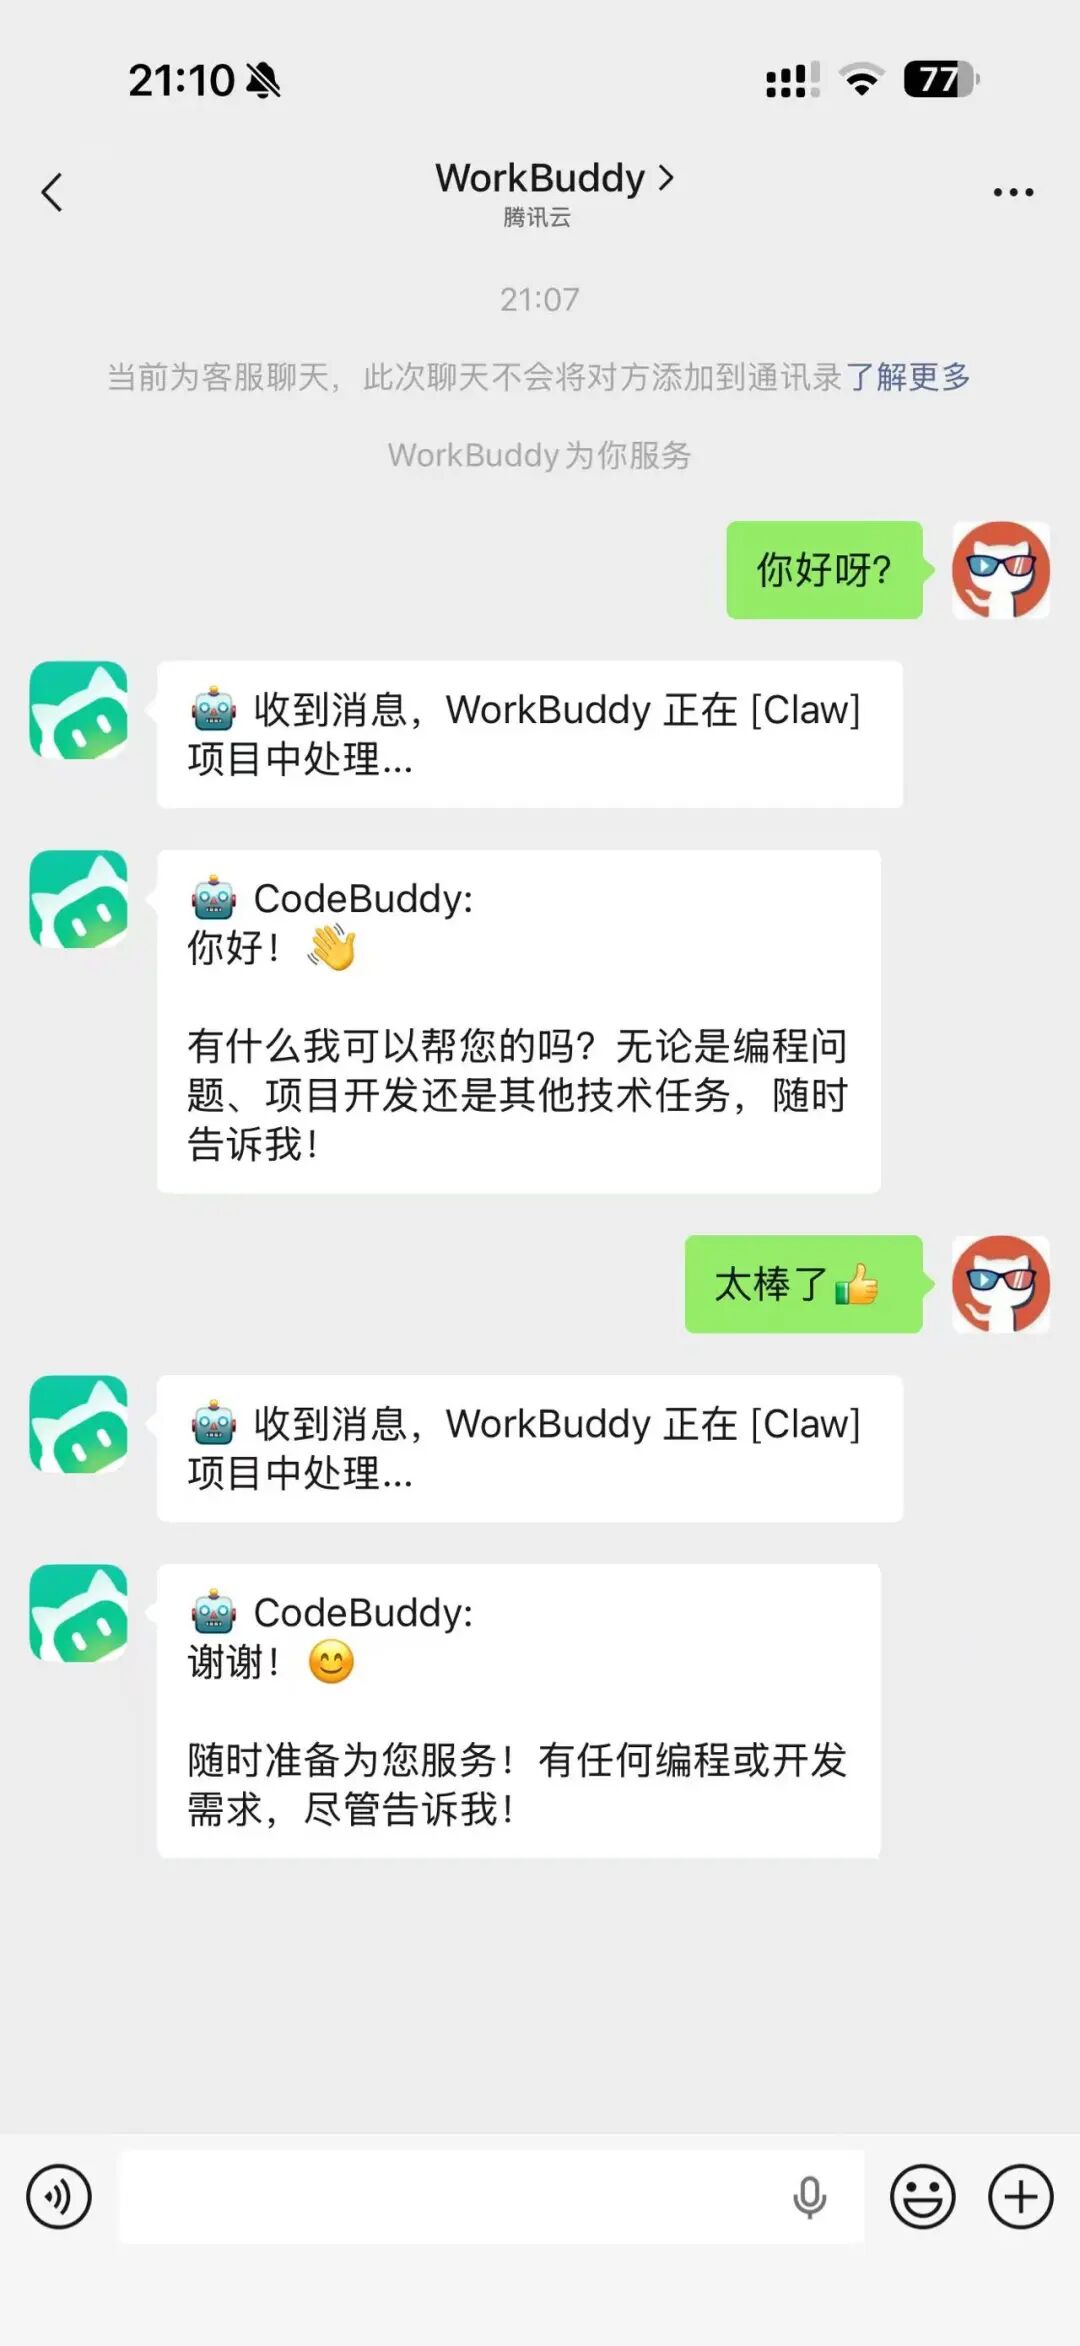 21:10
77
WorkBuddy
腾讯云
21:07
当前为客服聊天，此次聊天不会将对方添加到通讯录了解更多
WorkBuddy为你服务
你好呀?
🤖 收到消息，WorkBuddy 正在 [Claw]
项目中处理...
🤖 CodeBuddy:
你好！👋
有什么我可以帮您的吗？无论是编程问
题、项目开发还是其他技术任务，随时
告诉我！
太棒了👍
🤖 收到消息，WorkBuddy 正在 [Claw]
项目中处理...
🤖 CodeBuddy:
谢谢！😊
随时准备为您服务！有任何编程或开发
需求，尽管告诉我！